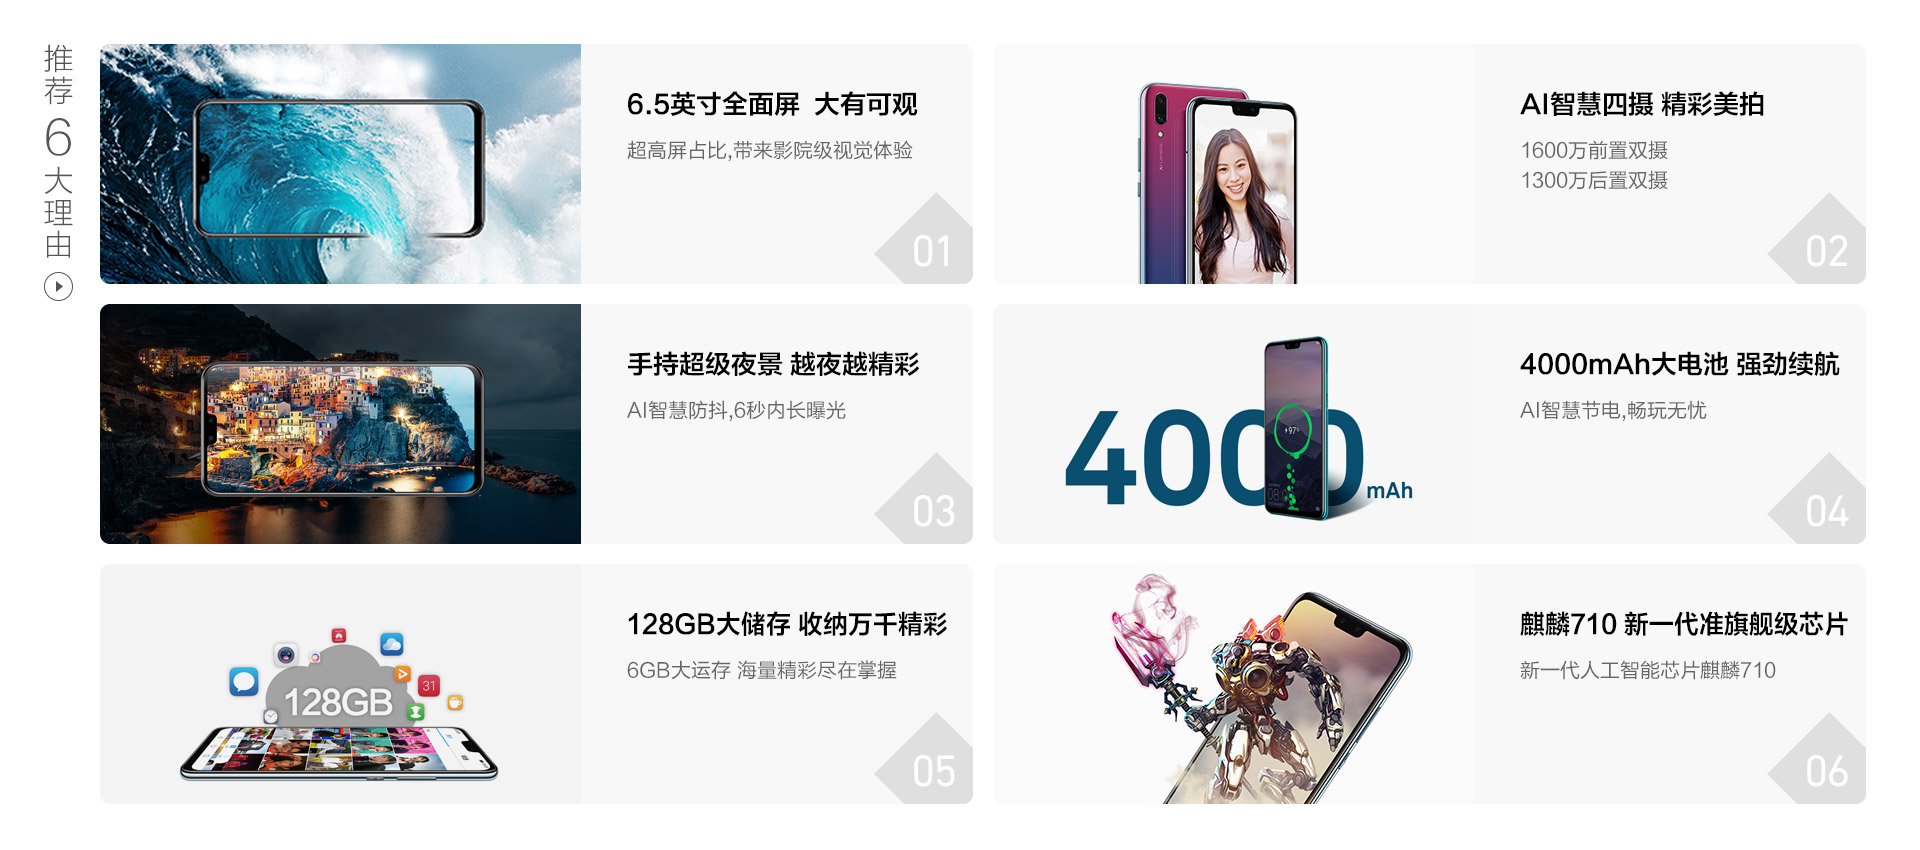 推荐6大理由
6.5英寸全面屏 大有可观
超高屏占比,带来影院级视觉体验
01
AI智慧四摄 精彩美拍
1600万前置双摄
1300万后置双摄
02
手持超级夜景 越夜越精彩
AI智慧防抖,6秒内长曝光
03
4000
mAh
97%
4000mAh大电池 强劲续航
AI智慧节电,畅玩无忧
04
31
128GB
128GB大储存 收纳万千精彩
6GB大运存 海量精彩尽在掌握
05
麒麟710 新一代准旗舰级芯片
新一代人工智能芯片麒麟710
06